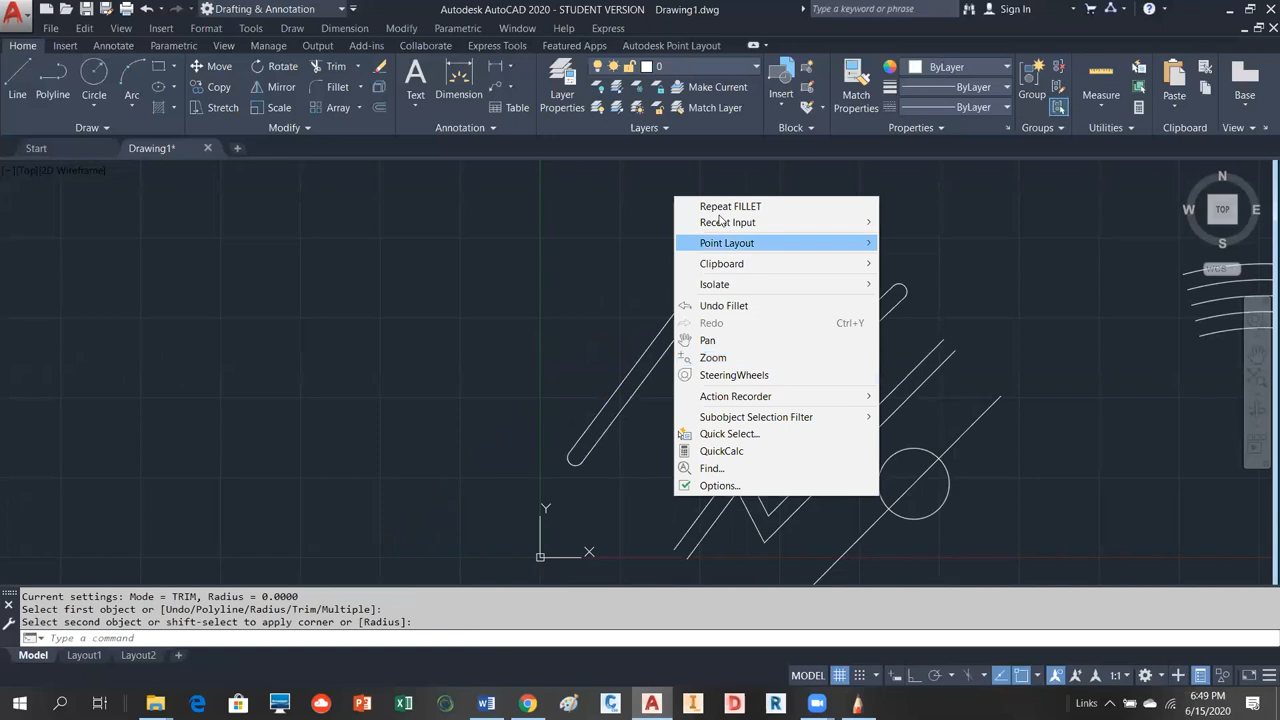 Drafting & Annotation
Autodesk AutoCAD 2020 - STUDENT VERSION Drawing1.dwg
Type a keyword or phrase
Sign In
File Edit View Insert Format Tools Draw Dimension Modify Parametric Window Help Express
Home Insert Annotate Parametric View Manage Output Add-ins Collaborate Express Tools Featured Apps Autodesk Point Layout
Line
Polyline
Circle
Arc
Draw
Move
Rotate
Trim
Copy
Mirror
Fillet
Stretch
Scale
Array
Modify
Text
Dimension
Table
Annotation
Layer
Properties
0
Make Current
Match Layer
Layers
Insert
Block
Match
Properties
ByLayer
ByLayer
ByLayer
Properties
Group
Groups
Measure
Utilities
Paste
Clipboard
Base
View
Start
Drawing1*
[−][Top][2D Wireframe]
N
W TOP E
S
WCS
Repeat FILLET
Recent Input
Point Layout
Clipboard
Isolate
Undo Fillet
Redo Ctrl+Y
Pan
Zoom
SteeringWheels
Action Recorder
Subobject Selection Filter
Quick Select...
QuickCalc
Find...
Options...
Y
X
Current settings: Mode = TRIM, Radius = 0.0000
Select first object or [Undo/Polyline/Radius/Trim/Multiple]:
Select second object or shift-select to apply corner or [Radius]:
Type a command
Model Layout1 Layout2
MODEL
1:1
Links
6:49 PM
6/15/2020